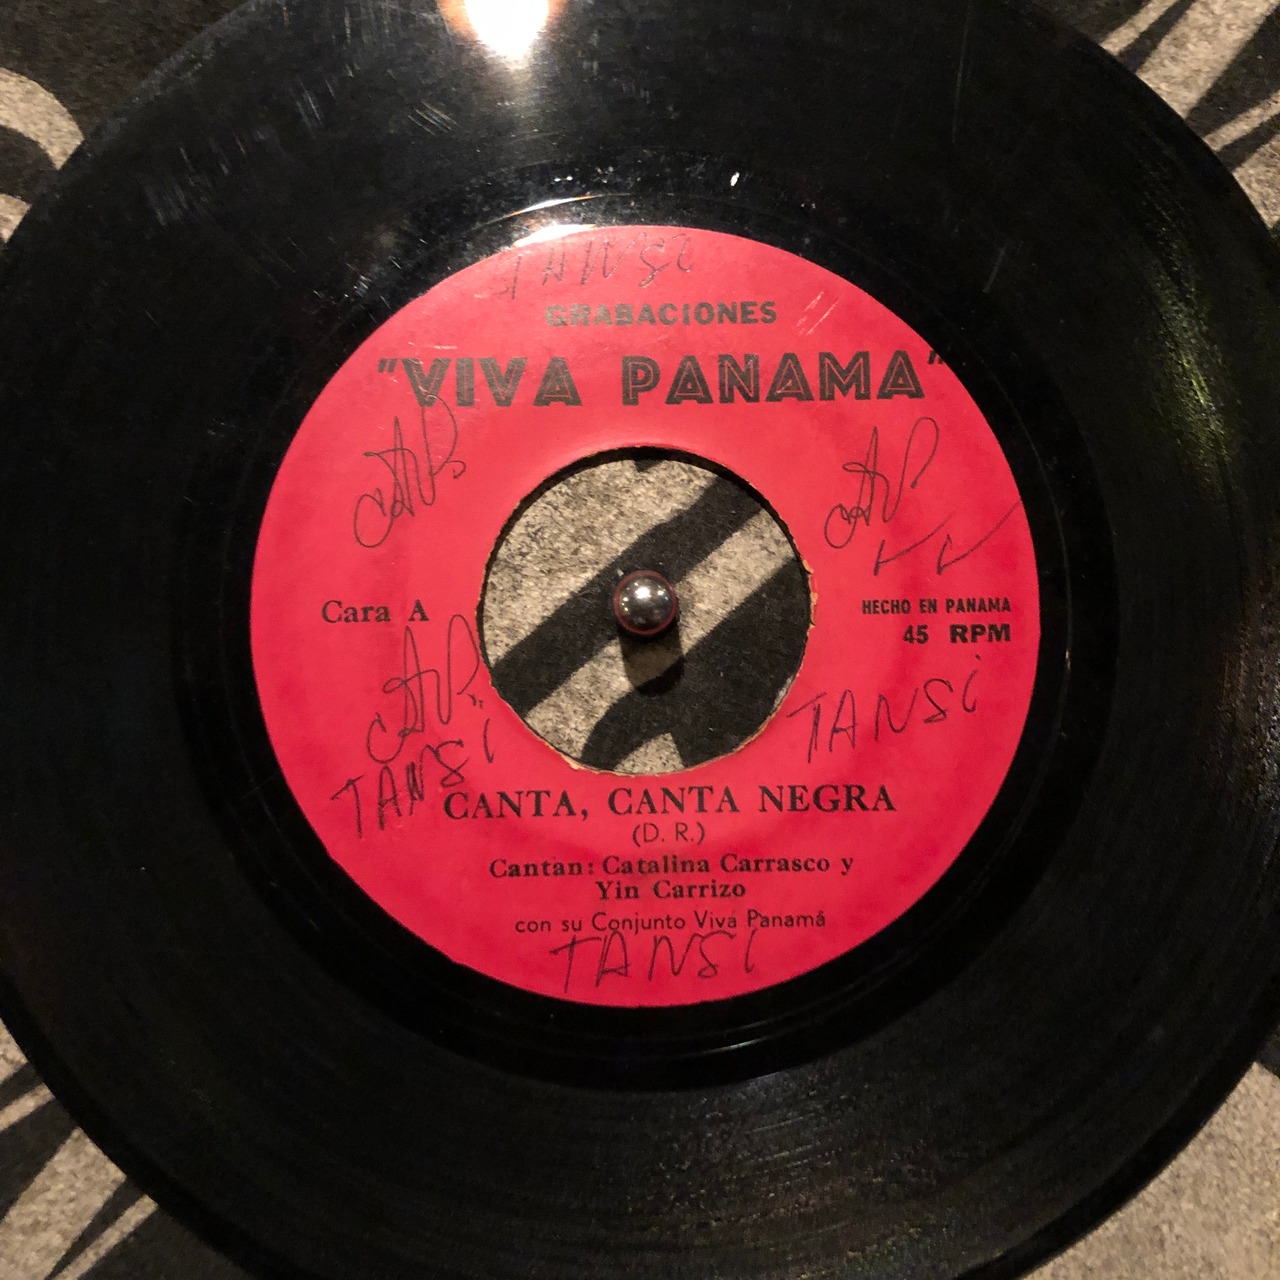 TANSi
GRABACIONES
"VIVA PANAMA"
Cara A
HECHO EN PANAMA
45 RPM
TANSi
TANSi
CANTA, CANTA NEGRA
(D. R.)
Cantan: Catalina Carrasco y
Yin Carrizo
con su Conjunto Viva Panamá
TANSi